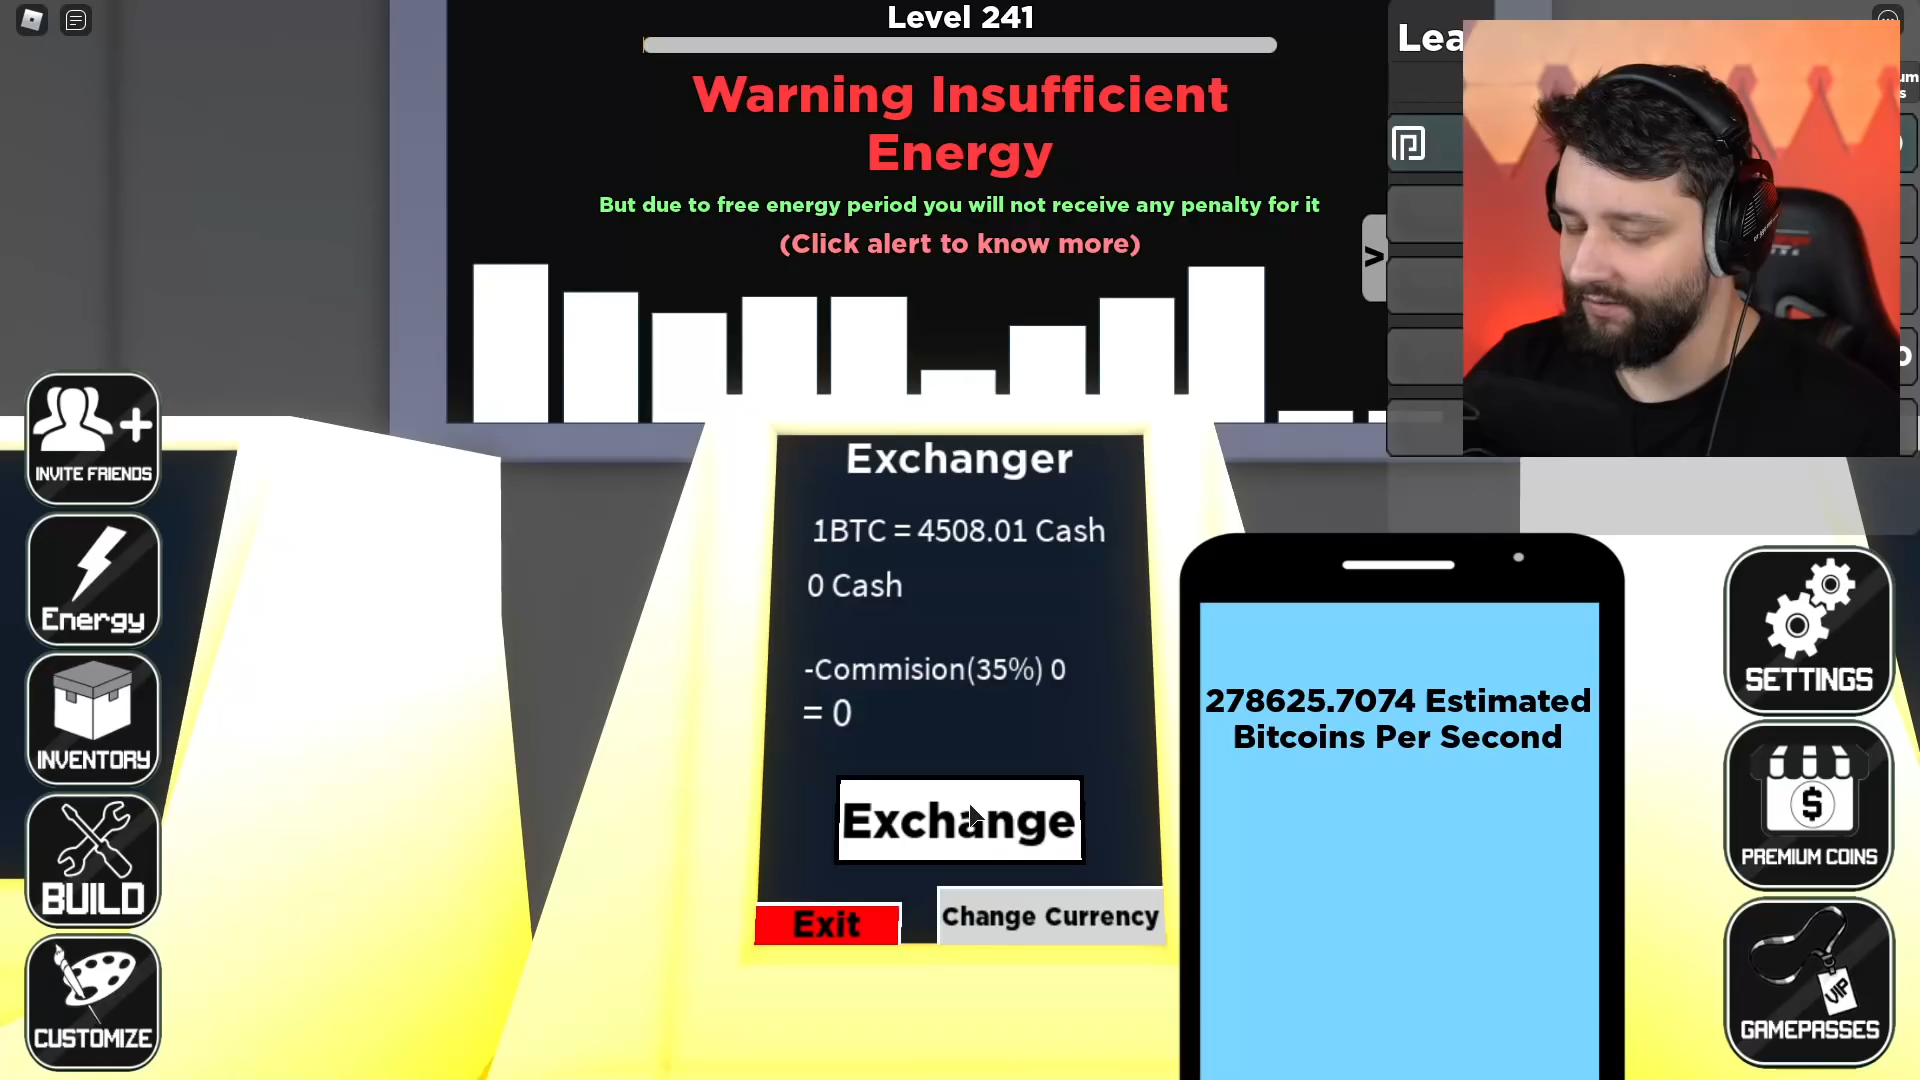 Level 241
Lea
Warning Insufficient
Energy
But due to free energy period you will not receive any penalty for it
(Click alert to know more)
>
INVITE FRIENDS
Energy
INVENTORY
BUILD
CUSTOMIZE
Exchanger
1BTC = 4508.01 Cash
0 Cash
-Commision(35%) 0
= 0
Exchange
Exit
Change Currency
278625.7074 Estimated
Bitcoins Per Second
SETTINGS
$
PREMIUM COINS
VIP
GAMEPASSES